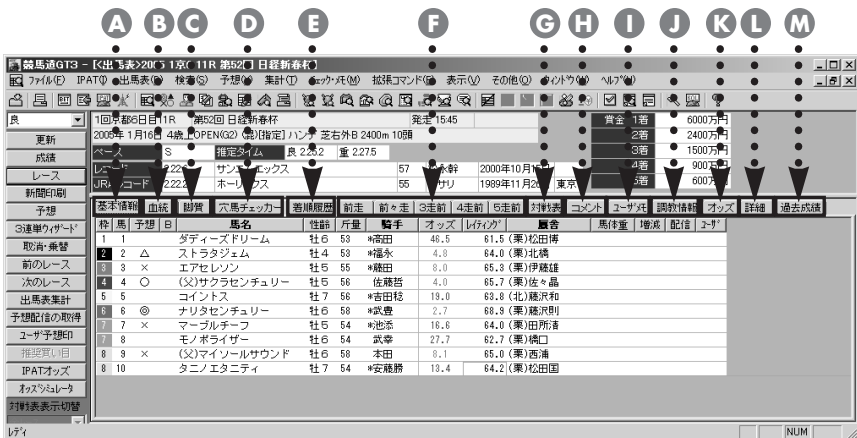 A B C D E F G H I J K L M
競馬道GT3 - [<出馬表>2005 1京 11R 第52回 日経新春杯]
ファイル(F) IPAT(I) 出馬表(B) 検索(S) 予想(W) 集計(T) チェック・メモ(M) 拡張コマンド(E) 表示(V) その他(O) ウィンドウ(W) ヘルプ(H)
良 1回京都6日目11R 第52回 日経新春杯 発走 15:45 賞金 1着 6000万円
2005年 1月16日 4歳上OPEN(G2) (混)[指定] ハンデ 芝右外B 2400m 10頭 2着 2400万円
ペース S 推定タイム 良 2.25.2 重 2.27.5 3着 1500万円
レコード 2.22.6 57 2000年10月 4着 900万円
JRAレコード 2.22.2 ホーリックス 55 1989年11月26 東京 5着 600万円
更新
成績
レース
新聞印刷
予想
3連単ウィザード
取消・乗替
前のレース
次のレース
出馬表集計
予想配信の取得
ユーザ予想印
推奨買い目
IPATオッズ
オッズシミュレータ
対戦表表示切替
基本情報 血統 脚質 穴馬チェッカー 着順履歴 前走 前々走 3走前 4走前 5走前 対戦表 コメント ユーザメモ 調教情報 オッズ 詳細 過去成績
枠 馬 予想 B 馬名 性齢 斤量 騎手 オッズ レイティング 厩舎 馬体重 増減 配信 ユーザ
1 1 ダディーズドリーム 牡6 53 *高田 46.5 61.5 (栗)松田博
2 2 △ ストラタジェム 牡4 53 *福永 4.8 64.0 (栗)北橋
3 3 × エアセレソン 牡5 55 *藤田 8.0 65.3 (栗)伊藤雄
4 4 ○ (父)サクラセンチュリー 牡5 56 佐藤哲 4.0 65.7 (栗)佐々晶
5 5 コイントス 牡7 56 *吉田稔 19.0 63.8 (北)藤沢和
6 6 ◎ ナリタセンチュリー 牡6 58 *武豊 2.7 68.9 (栗)藤沢則
7 7 × マーブルチーフ 牡5 54 *池添 16.6 64.0 (栗)田所清
7 8 モノポライザー 牡6 54 武幸 27.7 62.7 (栗)橋口
8 9 × (父)マイソールサウンド 牡6 58 本田 8.1 65.0 (栗)西浦
8 10 タニノエタニティ 牡7 54 *安藤勝 13.4 64.2 (栗)松田国
レディ NUM